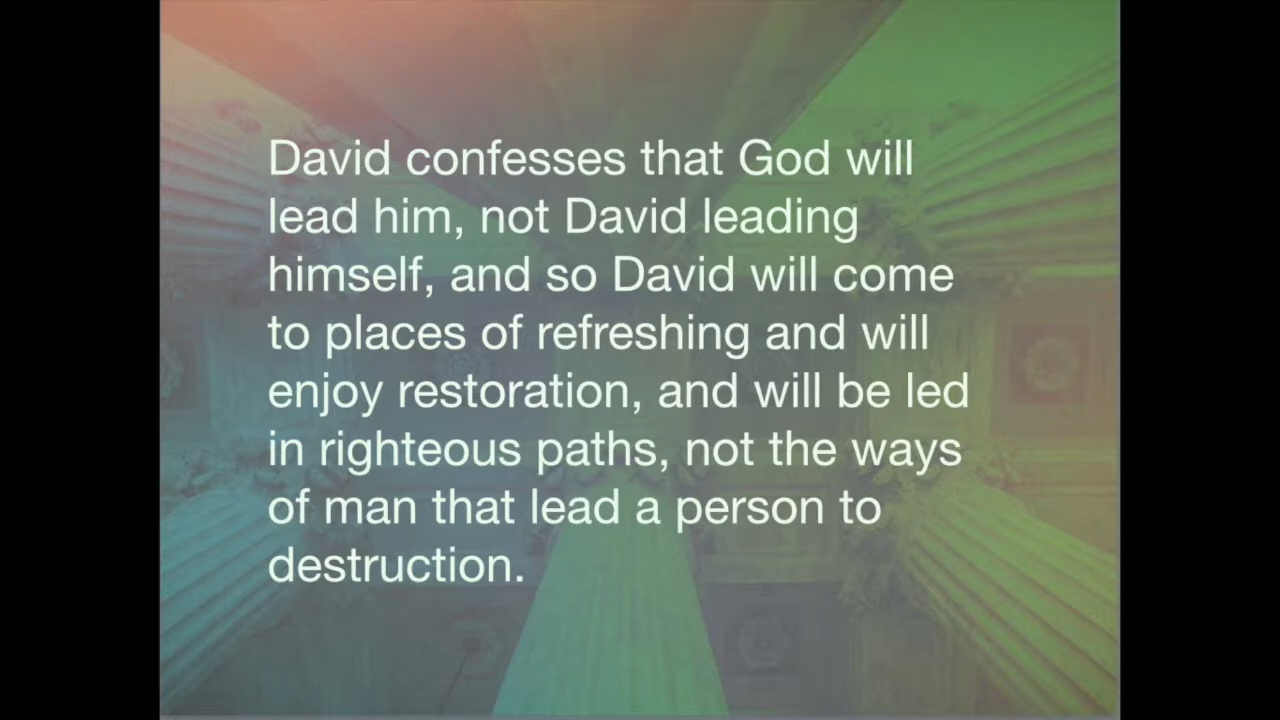 David confesses that God will
lead him, not David leading
himself, and so David will come
to places of refreshing and will
enjoy restoration, and will be led
in righteous paths, not the ways
of man that lead a person to
destruction.